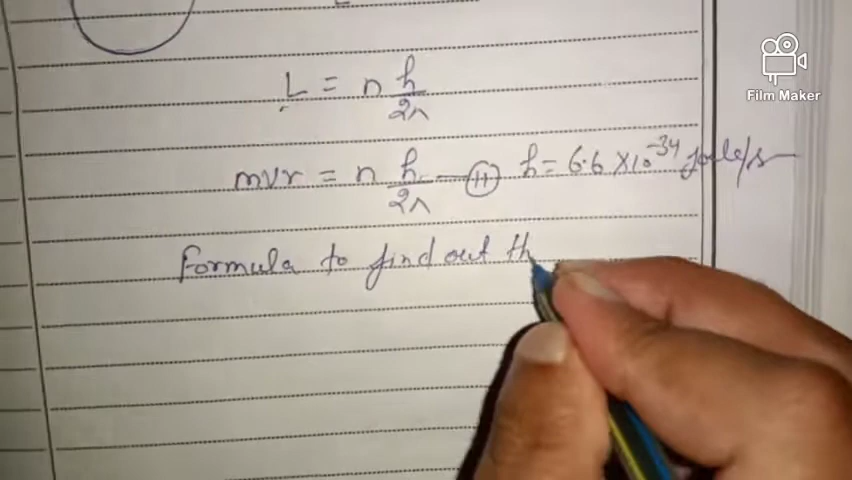 L = n h/2π
mvr = n h/2π — II h = 6.6 × 10⁻³⁴ joule/s
Formula to find out th
Film Maker